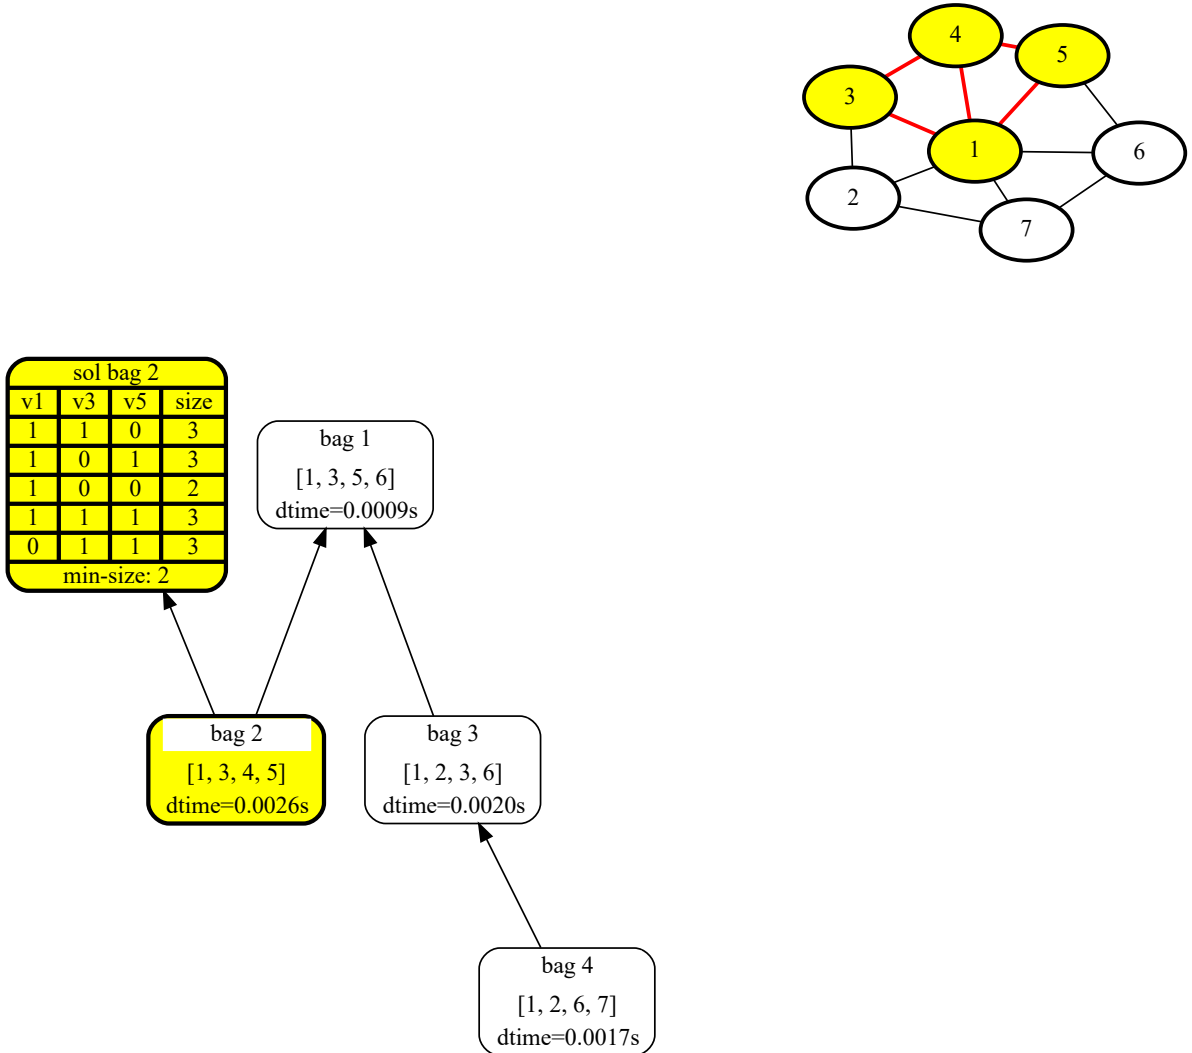 4
5
3
1
6
2
7
sol bag 2
v1 v3 v5 size
1 1 0 3
1 0 1 3
1 0 0 2
1 1 1 3
0 1 1 3
min-size: 2
bag 1
[1, 3, 5, 6]
dtime=0.0009s
bag 2
[1, 3, 4, 5]
dtime=0.0026s
bag 3
[1, 2, 3, 6]
dtime=0.0020s
bag 4
[1, 2, 6, 7]
dtime=0.0017s